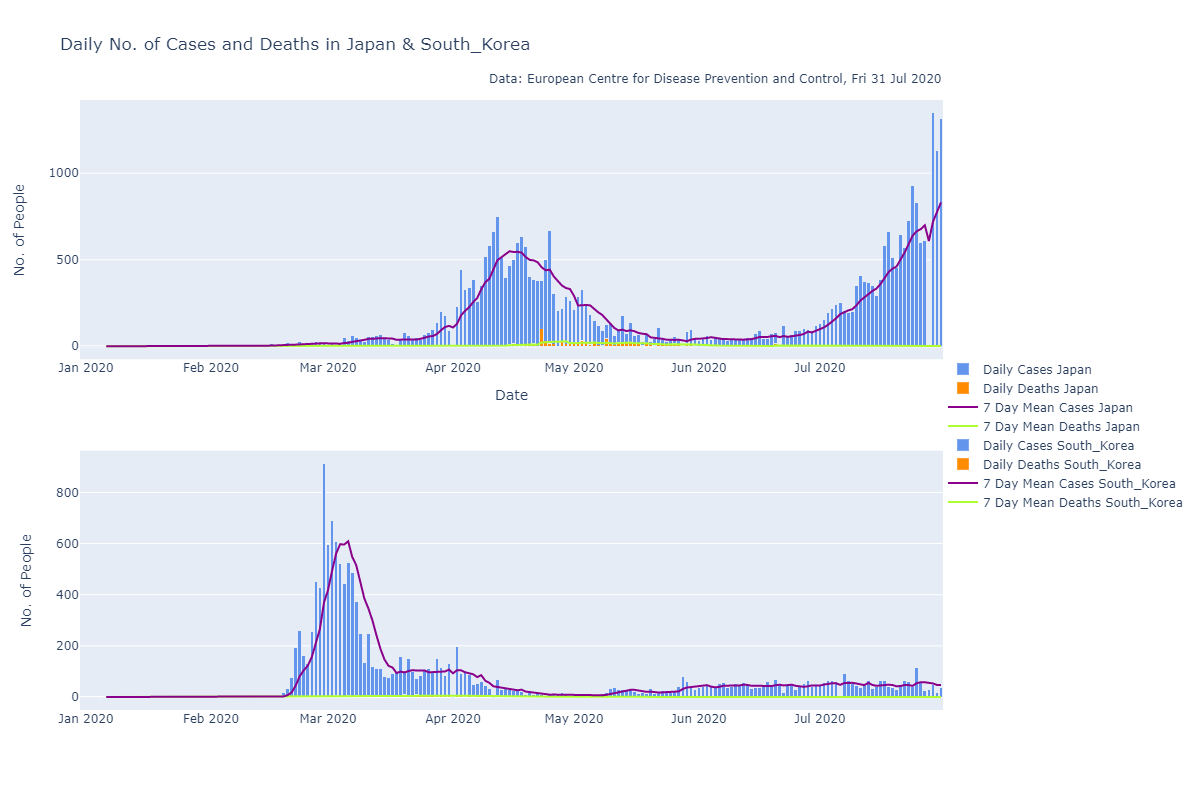 Daily No. of Cases and Deaths in Japan & South_Korea
Data: European Centre for Disease Prevention and Control, Fri 31 Jul 2020
No. of People
1000
500
0
Jan 2020 Feb 2020 Mar 2020 Apr 2020 May 2020 Jun 2020 Jul 2020
Date
Daily Cases Japan
Daily Deaths Japan
7 Day Mean Cases Japan
7 Day Mean Deaths Japan
Daily Cases South_Korea
Daily Deaths South_Korea
7 Day Mean Cases South_Korea
7 Day Mean Deaths South_Korea
No. of People
800
600
400
200
0
Jan 2020 Feb 2020 Mar 2020 Apr 2020 May 2020 Jun 2020 Jul 2020